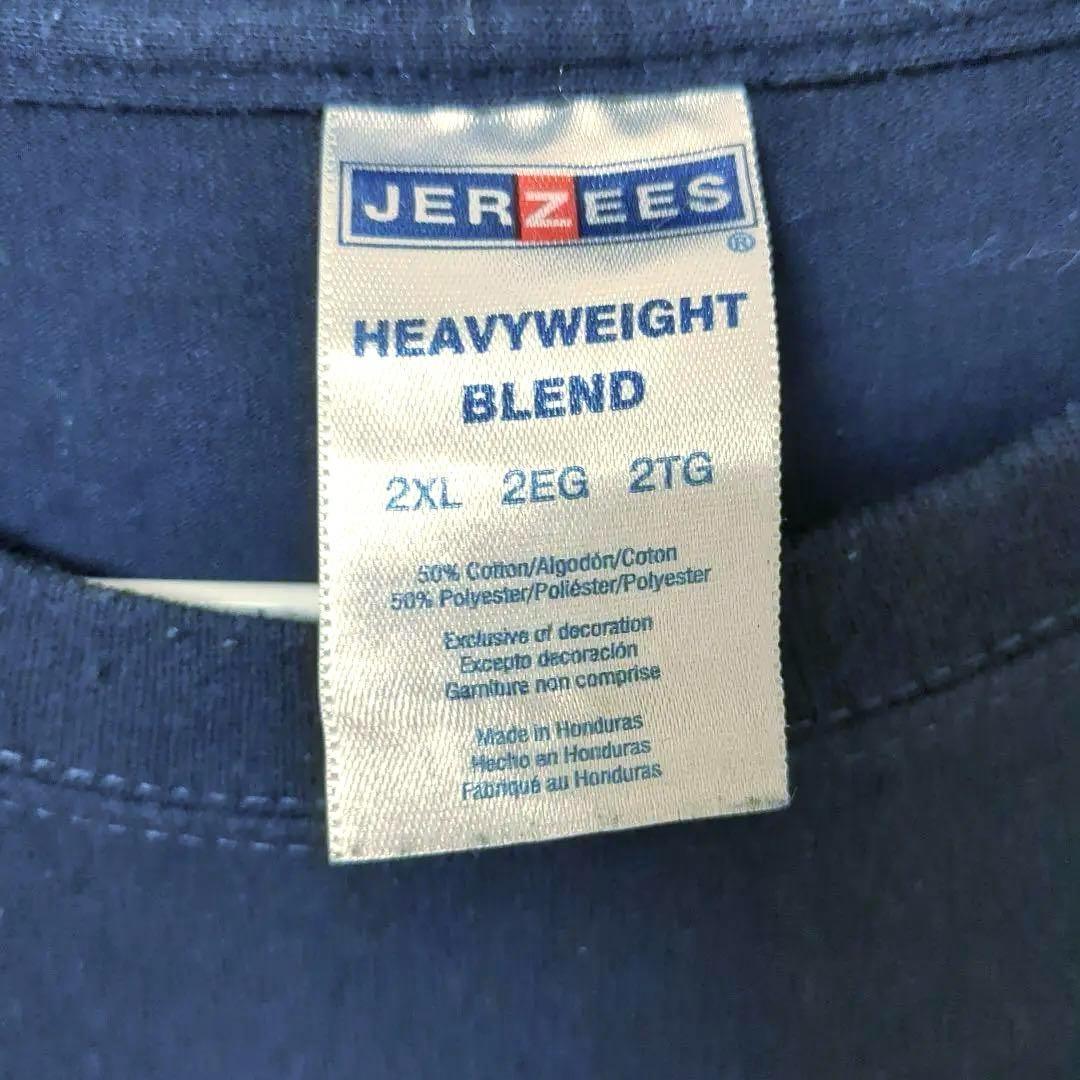 JERZEES®
HEAVYWEIGHT
BLEND
2XL 2EG 2TG
50% Cotton/Algodón/Coton
50% Polyester/Poliéster/Polyester
Exclusive of decoration
Excepto decoración
Garniture non comprise
Made in Honduras
Hecho en Honduras
Fabriqué au Honduras